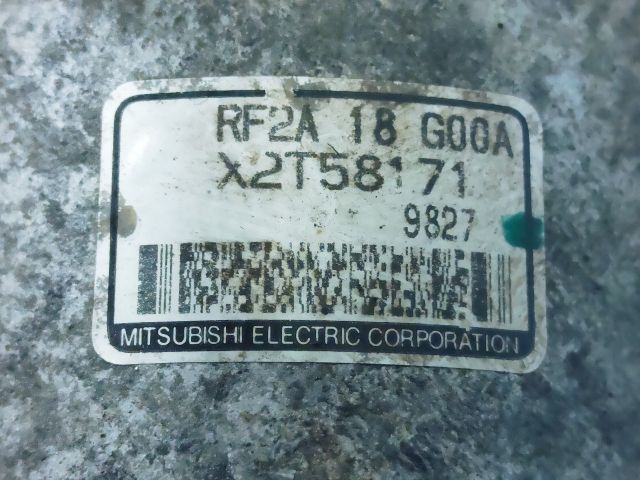 RF2A 18 G00A
X2T58171
9827
MITSUBISHI ELECTRIC CORPORATION